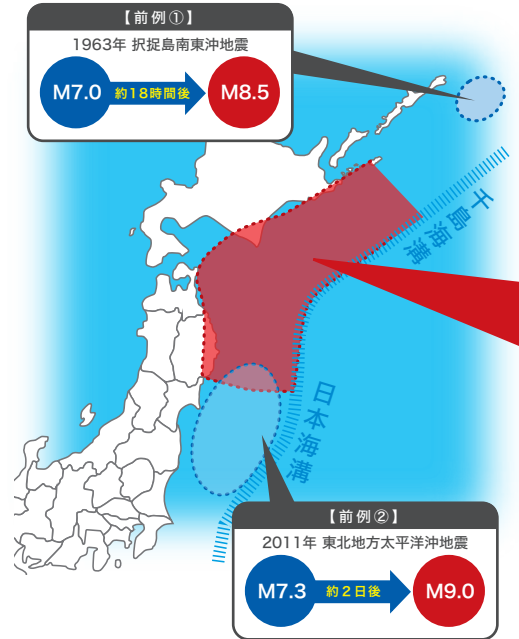 【前例①】
1963年 択捉島南東沖地震
M7.0 約18時間後 M8.5
千島海溝
日本海溝
【前例②】
2011年 東北地方太平洋沖地震
M7.3 約2日後 M9.0